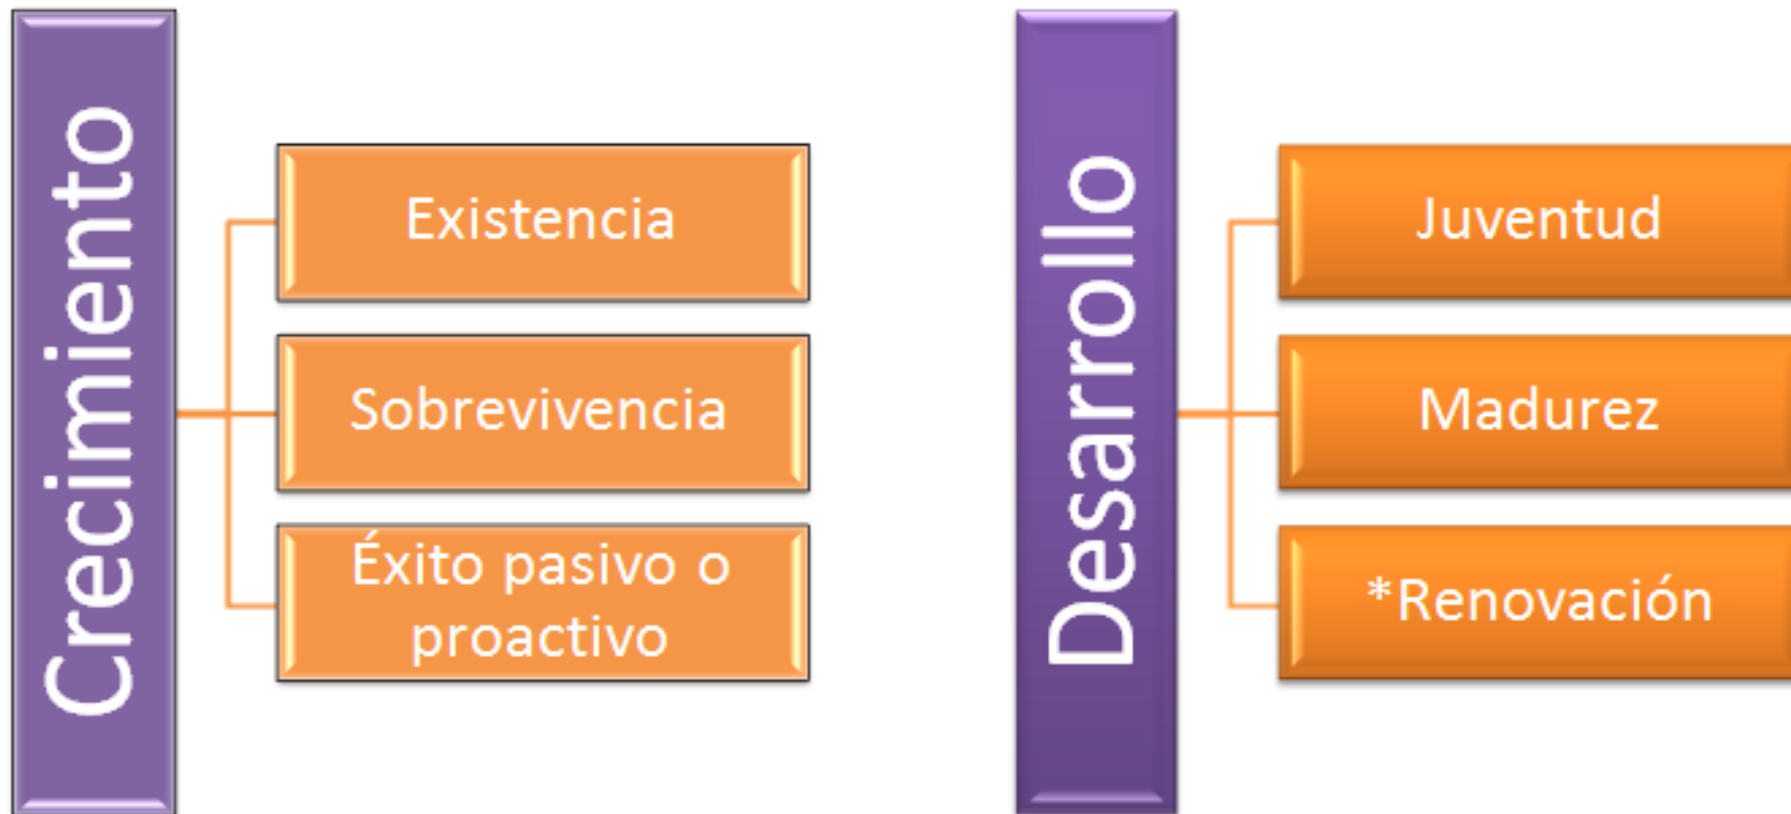 Crecimiento
Existencia
Sobrevivencia
Éxito pasivo o
proactivo
Desarrollo
Juventud
Madurez
*Renovación